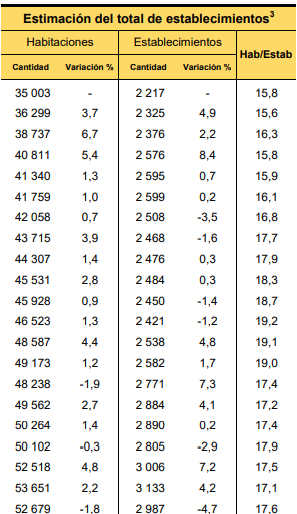 Estimación del total de establecimientos3
Habitaciones Establecimientos Hab/Estab
Cantidad Variación % Cantidad Variación %
35 003 - 2 217 - 15,8
36 299 3,7 2 325 4,9 15,6
38 737 6,7 2 376 2,2 16,3
40 811 5,4 2 576 8,4 15,8
41 340 1,3 2 595 0,7 15,9
41 759 1,0 2 599 0,2 16,1
42 058 0,7 2 508 -3,5 16,8
43 715 3,9 2 468 -1,6 17,7
44 307 1,4 2 476 0,3 17,9
45 531 2,8 2 484 0,3 18,3
45 928 0,9 2 450 -1,4 18,7
46 523 1,3 2 421 -1,2 19,2
48 587 4,4 2 538 4,8 19,1
49 173 1,2 2 582 1,7 19,0
48 238 -1,9 2 771 7,3 17,4
49 562 2,7 2 884 4,1 17,2
50 264 1,4 2 890 0,2 17,4
50 102 -0,3 2 805 -2,9 17,9
52 518 4,8 3 006 7,2 17,5
53 651 2,2 3 133 4,2 17,1
52 679 -1,8 2 987 -4,7 17,6